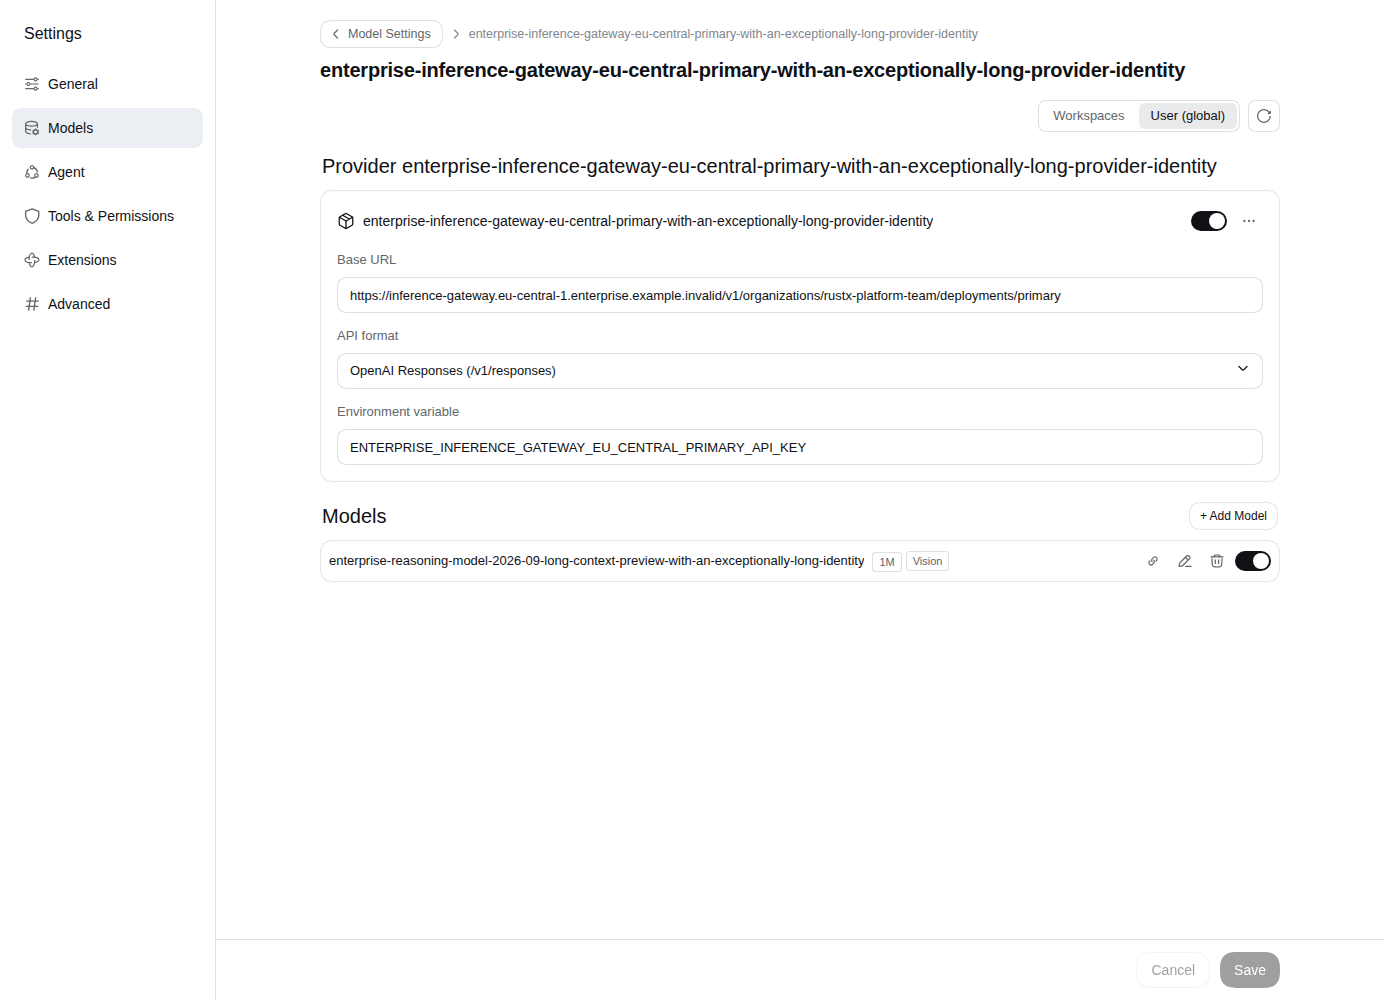 Settings
General
Models
Agent
Tools & Permissions
Extensions
Advanced
Model Settings
enterprise-inference-gateway-eu-central-primary-with-an-exceptionally-long-provider-identity
enterprise-inference-gateway-eu-central-primary-with-an-exceptionally-long-provider-identity
Workspaces
User (global)
Provider enterprise-inference-gateway-eu-central-primary-with-an-exceptionally-long-provider-identity
enterprise-inference-gateway-eu-central-primary-with-an-exceptionally-long-provider-identity
Base URL
https://inference-gateway.eu-central-1.enterprise.example.invalid/v1/organizations/rustx-platform-team/deployments/primary
API format
OpenAI Responses (/v1/responses)
Environment variable
ENTERPRISE_INFERENCE_GATEWAY_EU_CENTRAL_PRIMARY_API_KEY
Models
+ Add Model
enterprise-reasoning-model-2026-09-long-context-preview-with-an-exceptionally-long-identity
1M
Vision
Cancel
Save